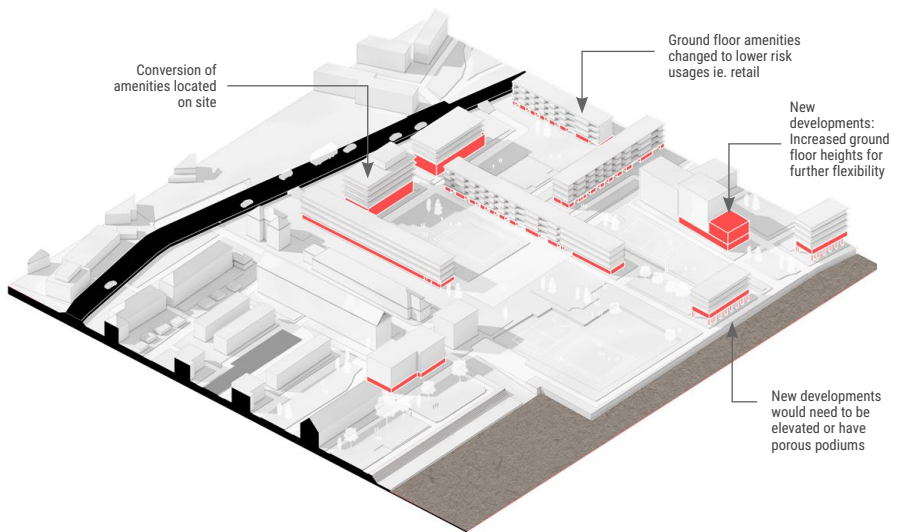 Conversion of
amenities located
on site
Ground floor amenities
changed to lower risk
usages ie. retail
New
developments:
Increased ground
floor heights for
further flexibility
New developments
would need to be
elevated or have
porous podiums